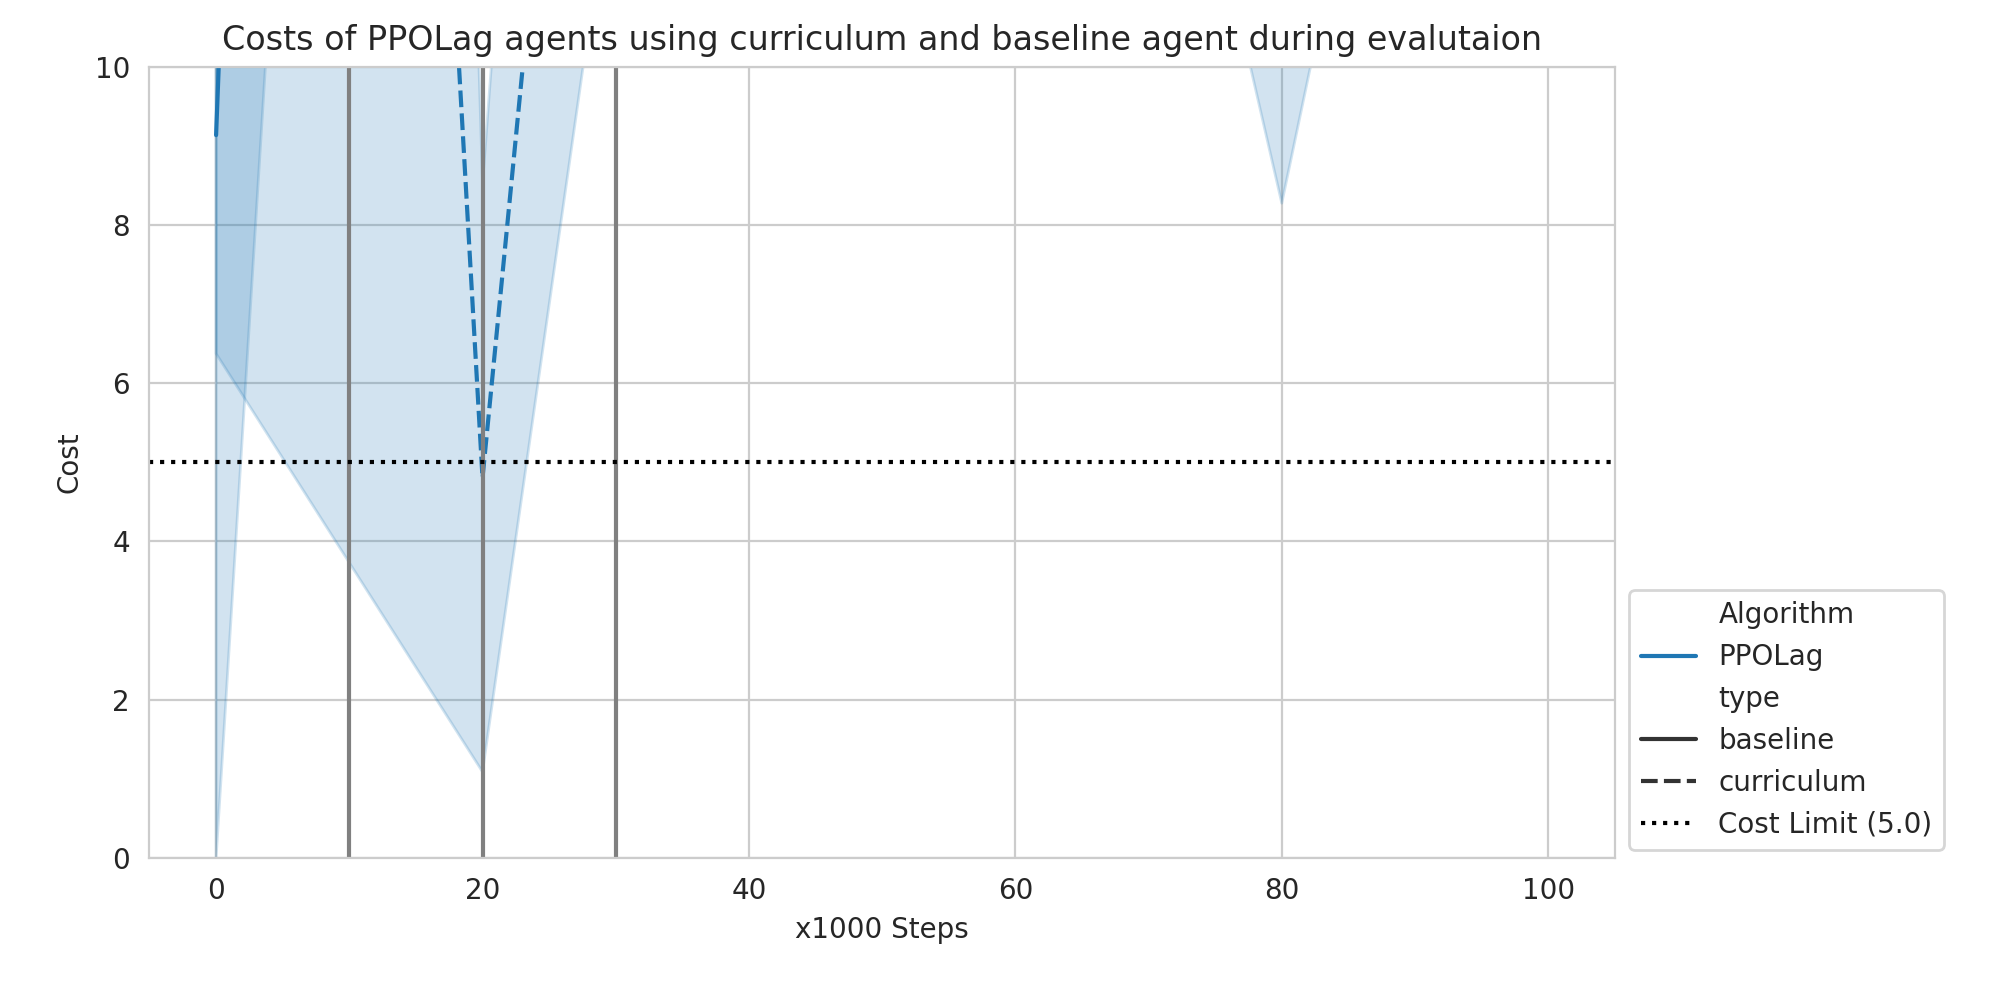 Costs of PPOLag agents using curriculum and baseline agent during evalutaion
10
8
6
4
2
0
Cost
0 20 40 60 80 100
x1000 Steps
Algorithm
PPOLag
type
baseline
curriculum
Cost Limit (5.0)